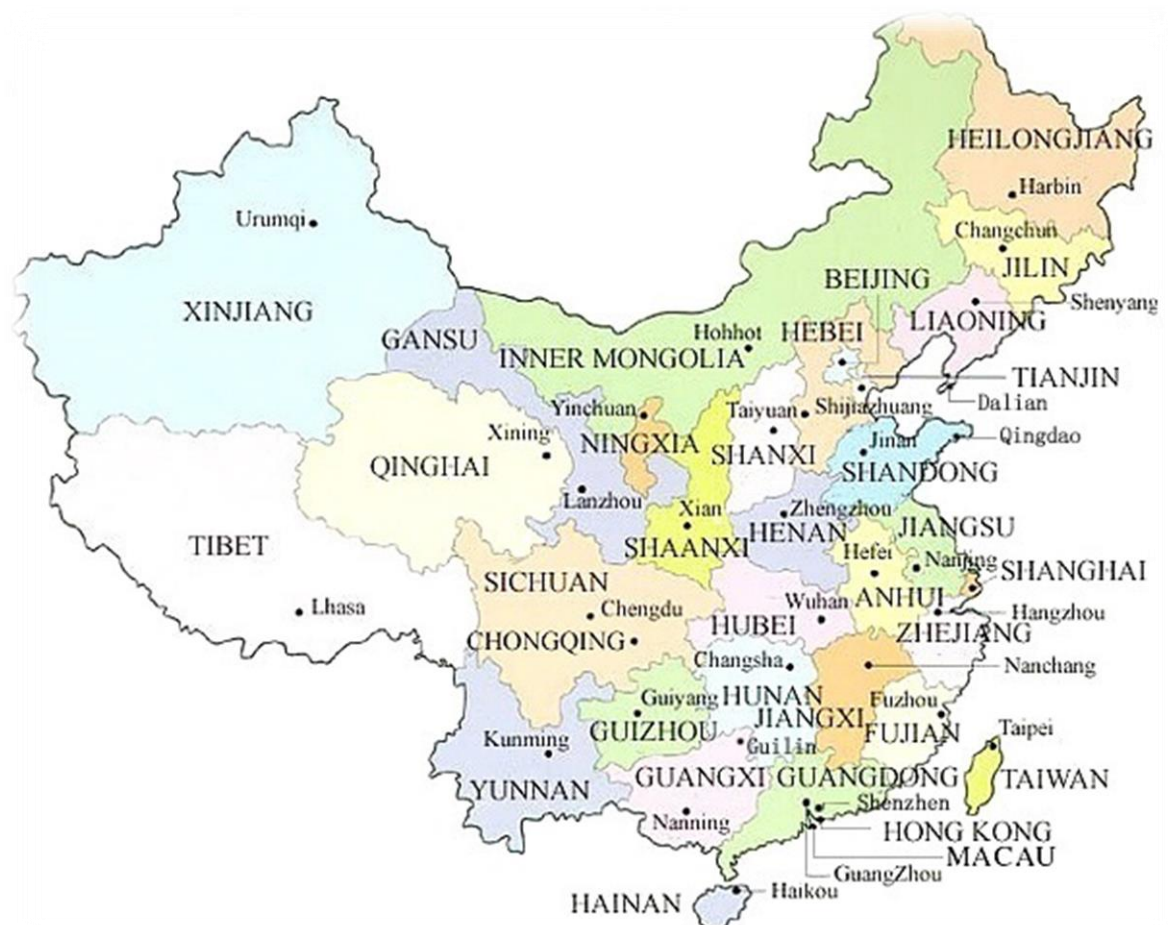 HEILONGJIANG
Harbin
Urumqi
Changchun
JILIN
BEIJING
XINJIANG
Shenyang
LIAONING
GANSU
Hohhot
HEBEI
INNER MONGOLIA
TIANJIN
Dalian
Yinchuan
Taiyuan
Shijiazhuang
Xining
NINGXIA
Jinan
Qingdao
QINGHAI
SHANXI
SHANDONG
Lanzhou
Xian
Zhengzhou
HENAN
JIANGSU
TIBET
SHAANXI
Hefei
Nanjing
SHANGHAI
SICHUAN
Lhasa
Chengdu
Wuhan
ANHUI
Hangzhou
CHONGQING
HUBEI
ZHEJIANG
Changsha
Nanchang
Guiyang
HUNAN
Fuzhou
GUIZHOU
JIANGXI
FUJIAN
Taipei
Kunming
Guilin
YUNNAN
GUANGXI
GUANGDONG
TAIWAN
Shenzhen
Nanning
HONG KONG
MACAU
GuangZhou
Haikou
HAINAN